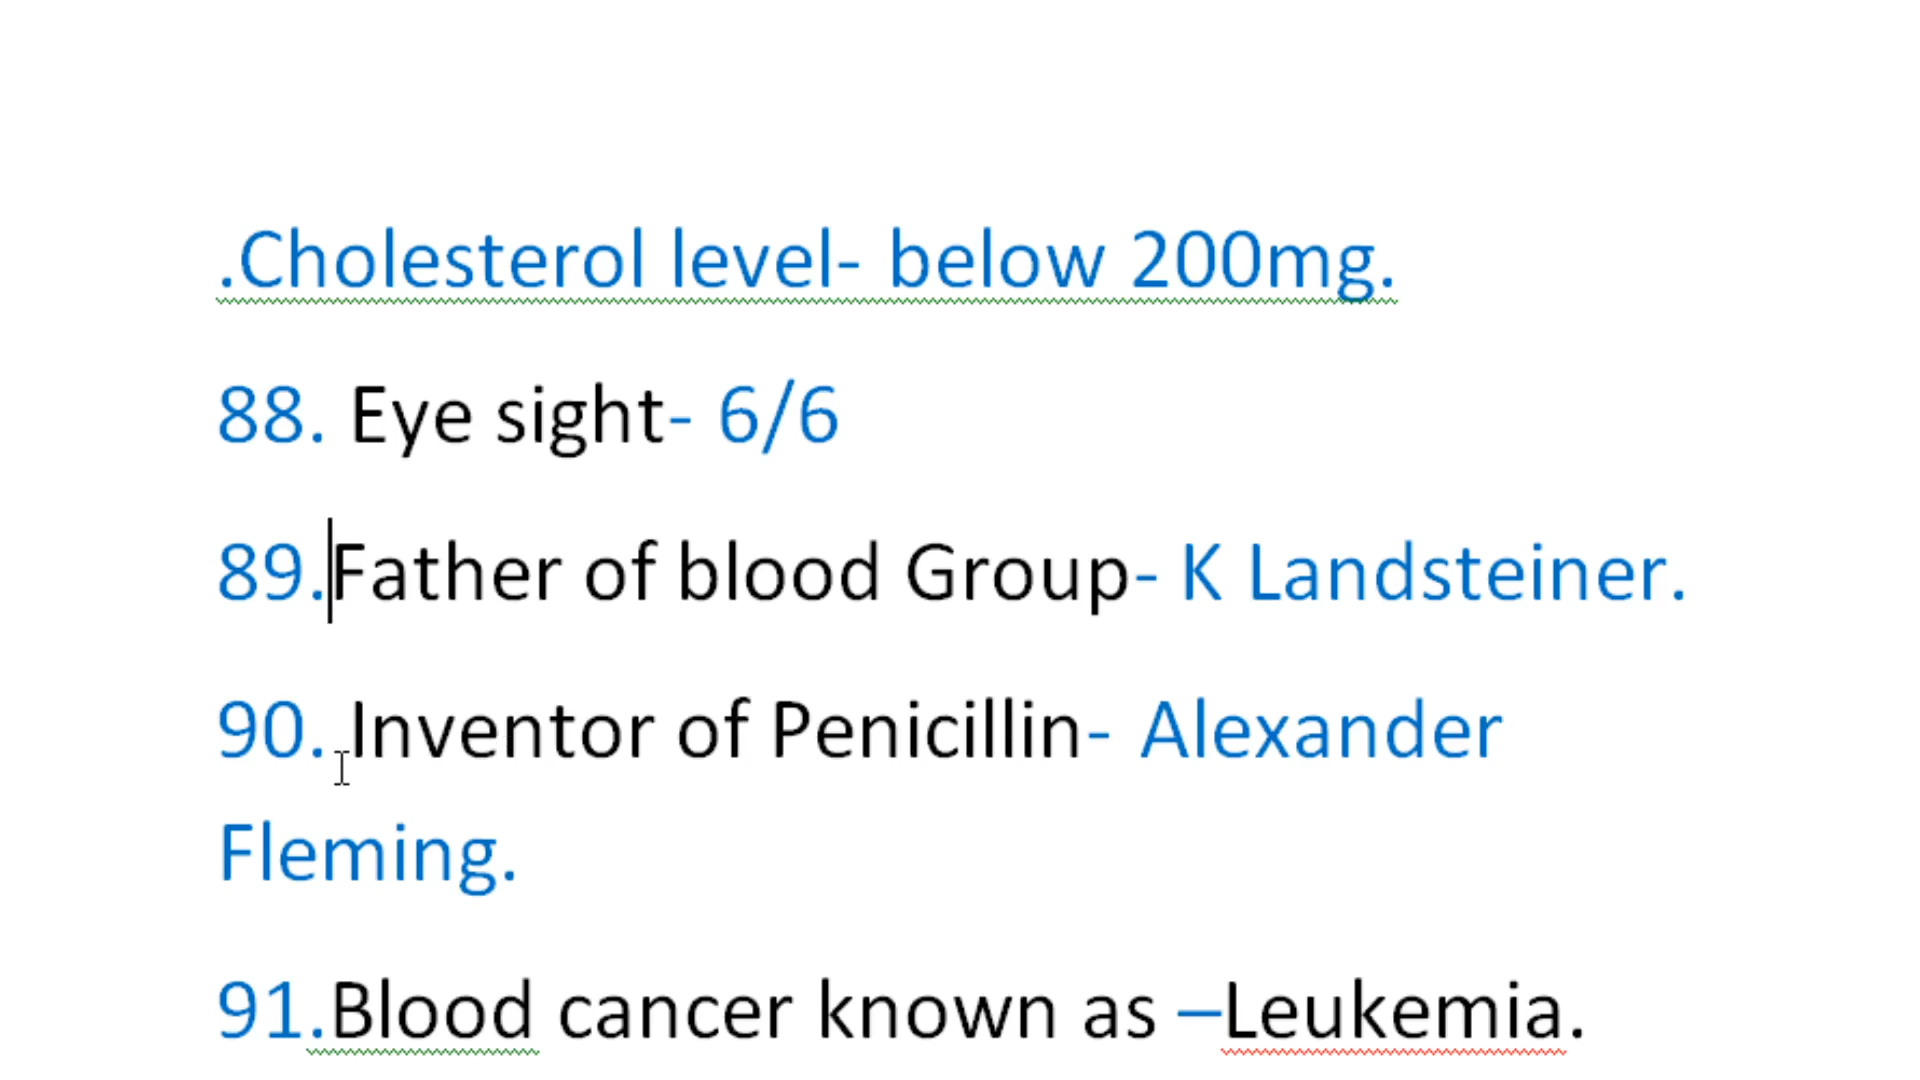 .Cholesterol level- below 200mg.
88. Eye sight- 6/6
89.Father of blood Group- K Landsteiner.
90. Inventor of Penicillin- Alexander
Fleming.
91.Blood cancer known as –Leukemia.